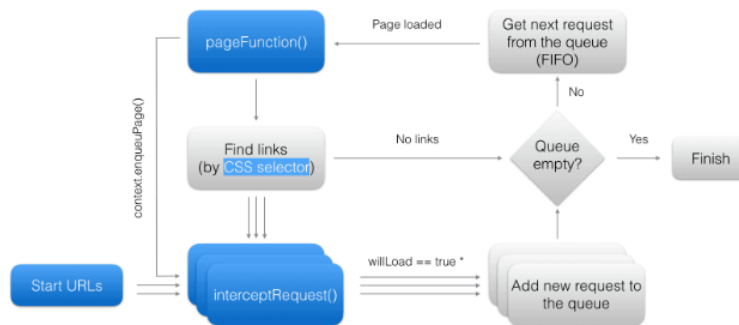 Page loaded
pageFunction()
Get next request
from the queue
(FIFO)
context.enqueuPage()
No
Find links
(by CSS selector)
No links
Queue
empty?
Yes
Finish
Start URLs
interceptRequest()
willLoad == true *
Add new request to
the queue